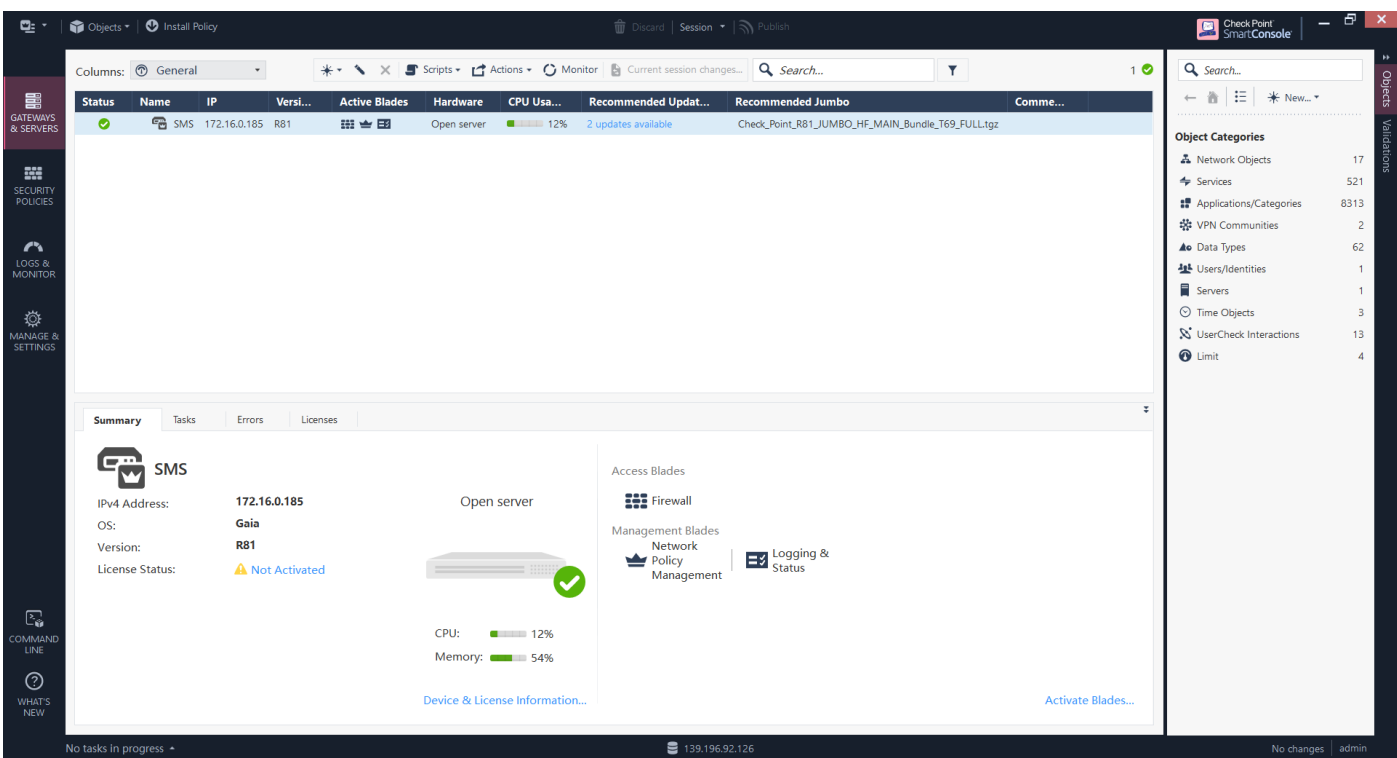 Objects
Install Policy
Discard
Session
Publish
Check Point
SmartConsole
Columns:
General
Scripts
Actions
Monitor
Current session changes...
Search...
1
Status Name IP Versi... Active Blades Hardware CPU Usa... Recommended Updat... Recommended Jumbo Comme...
SMS 172.16.0.185 R81 Open server 12% 2 updates available Check_Point_R81_JUMBO_HF_MAIN_Bundle_T69_FULL.tgz
GATEWAYS
& SERVERS
SECURITY
POLICIES
LOGS &
MONITOR
MANAGE &
SETTINGS
COMMAND
LINE
WHAT'S
NEW
Summary Tasks Errors Licenses
SMS
IPv4 Address: 172.16.0.185
OS: Gaia
Version: R81
License Status: Not Activated
Open server
CPU: 12%
Memory: 54%
Device & License Information...
Access Blades
Firewall
Management Blades
Network
Policy
Management
Logging &
Status
Activate Blades...
Search...
New...
Object Categories
Network Objects 17
Services 521
Applications/Categories 8313
VPN Communities 2
Data Types 62
Users/Identities 1
Servers 1
Time Objects 3
UserCheck Interactions 13
Limit 4
Objects
Validations
No tasks in progress
139.196.92.126
No changes
admin